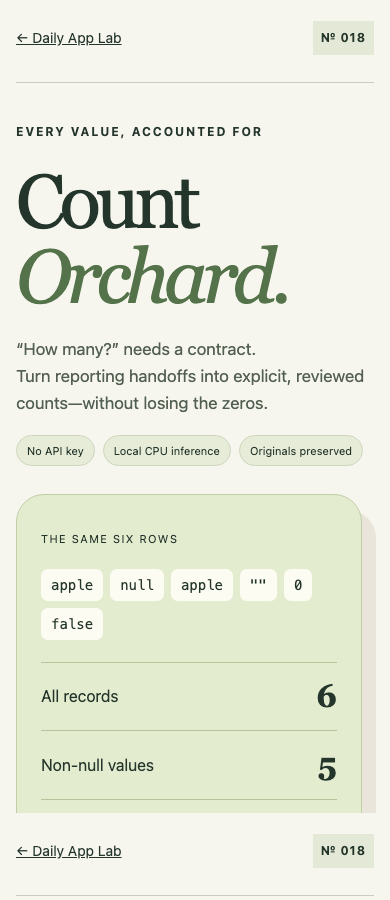 ← Daily App Lab
№ 018
EVERY VALUE, ACCOUNTED FOR
Count
Orchard.
“How many?” needs a contract.
Turn reporting handoffs into explicit, reviewed
counts—without losing the zeros.
No API key
Local CPU inference
Originals preserved
THE SAME SIX ROWS
apple null apple "" 0
false
All records 6
Non-null values 5
← Daily App Lab
№ 018